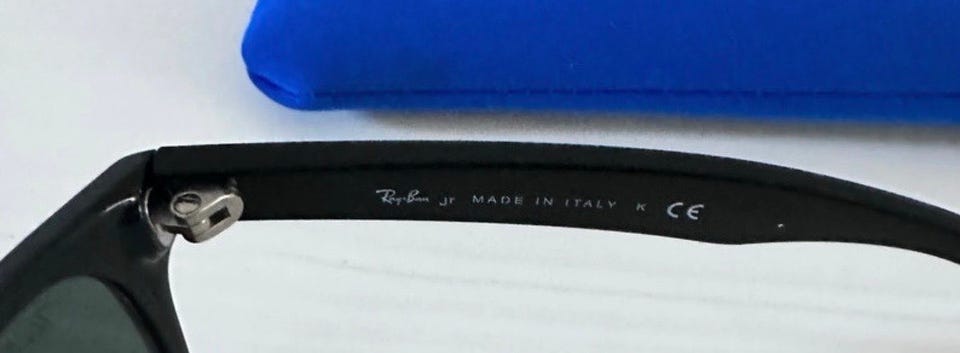 Ray-Ban Jr MADE IN ITALY K CE